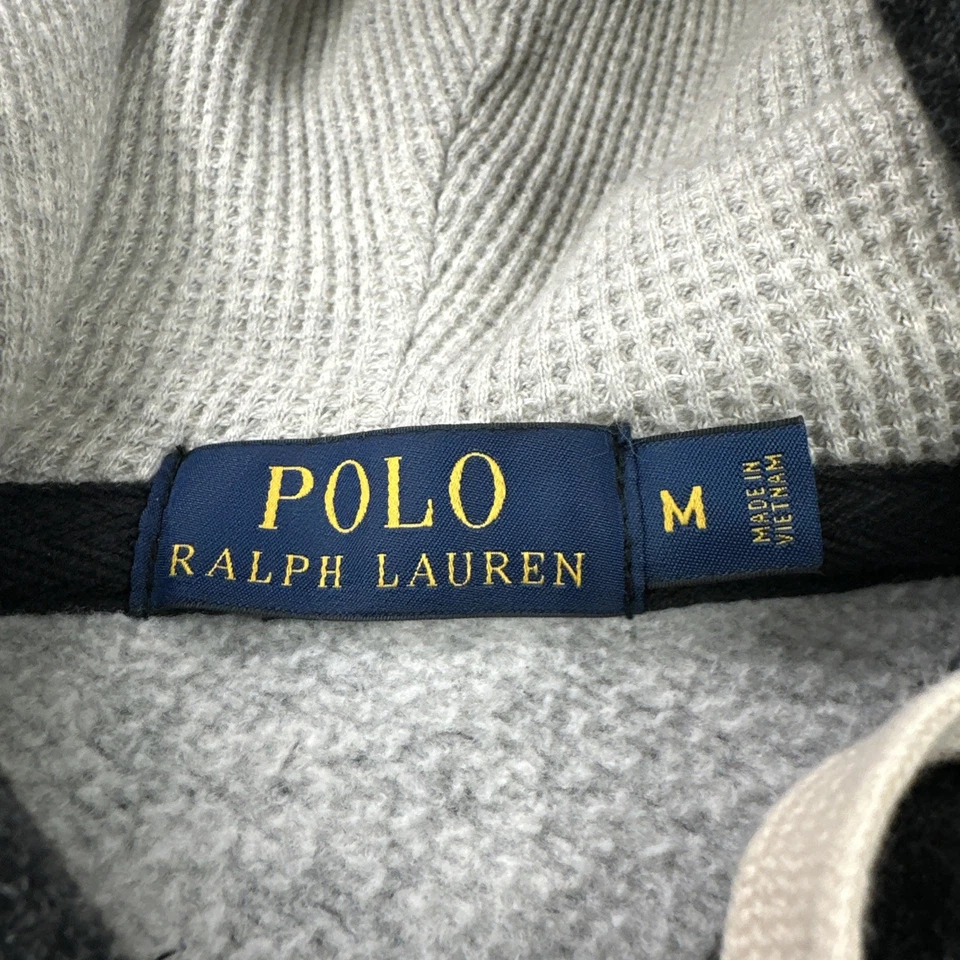 POLO
RALPH LAUREN
M
MADE IN
VIETNAM